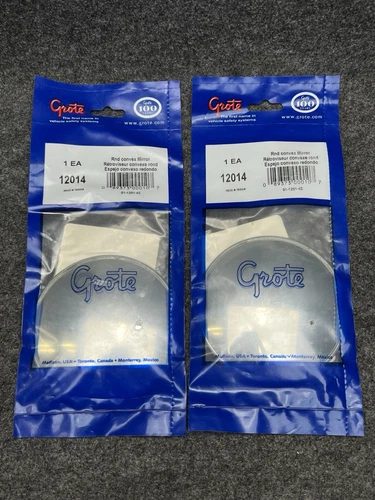 Grote
The first name in
vehicle safety systems
100
www.grote.com
1 EA
12014
Rnd convex Mirror
Rétroviseur convexe rond
Espejo convexo redondo
Grote
Madison, USA • Toronto, Canada • Monterrey, Mexico
Grote
The first name in
vehicle safety systems
100
www.grote.com
1 EA
12014
Rnd convex Mirror
Rétroviseur convexe rond
Espejo convexo redondo
Grote
Madison, USA • Toronto, Canada • Monterrey, Mexico